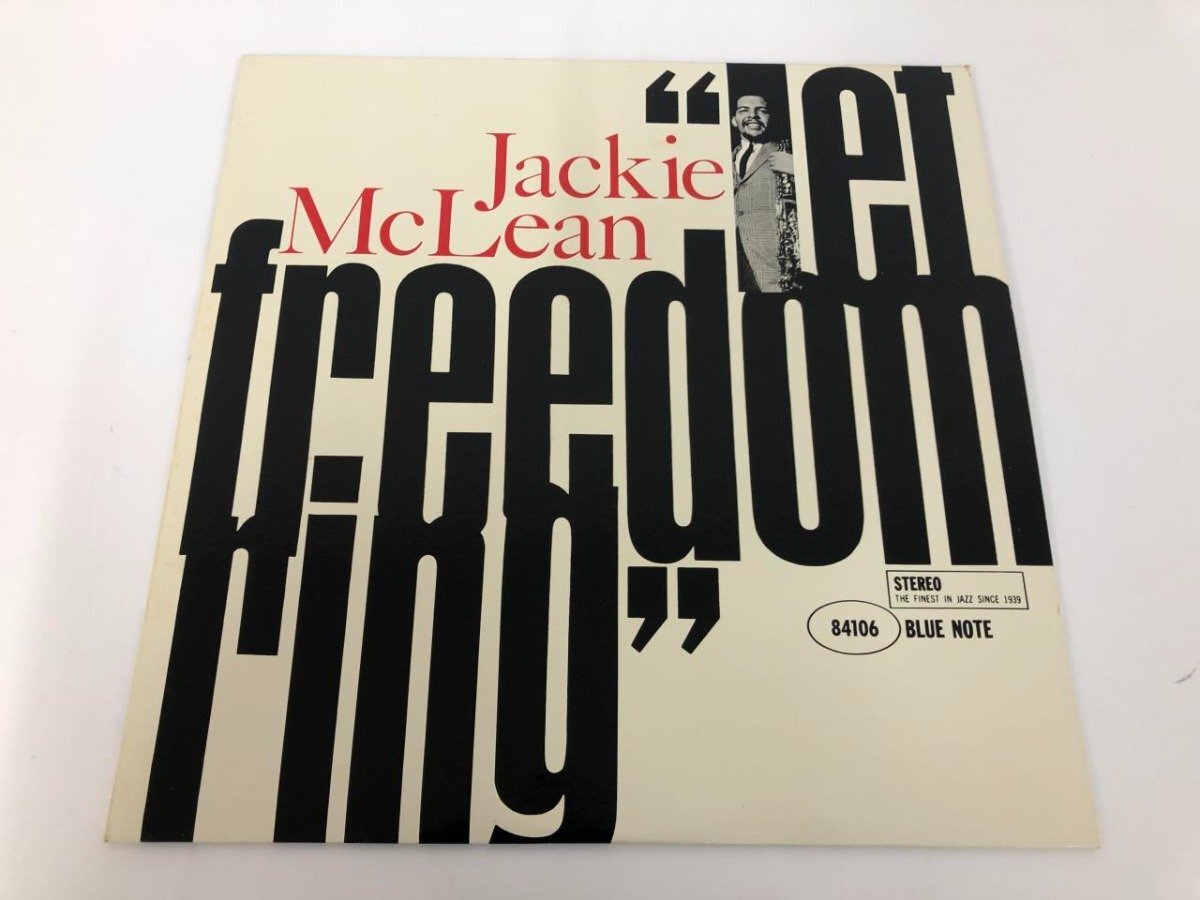 “let
Jackie
McLean
freedom
ring”
STEREO
THE FINEST IN JAZZ SINCE 1939
84106 BLUE NOTE